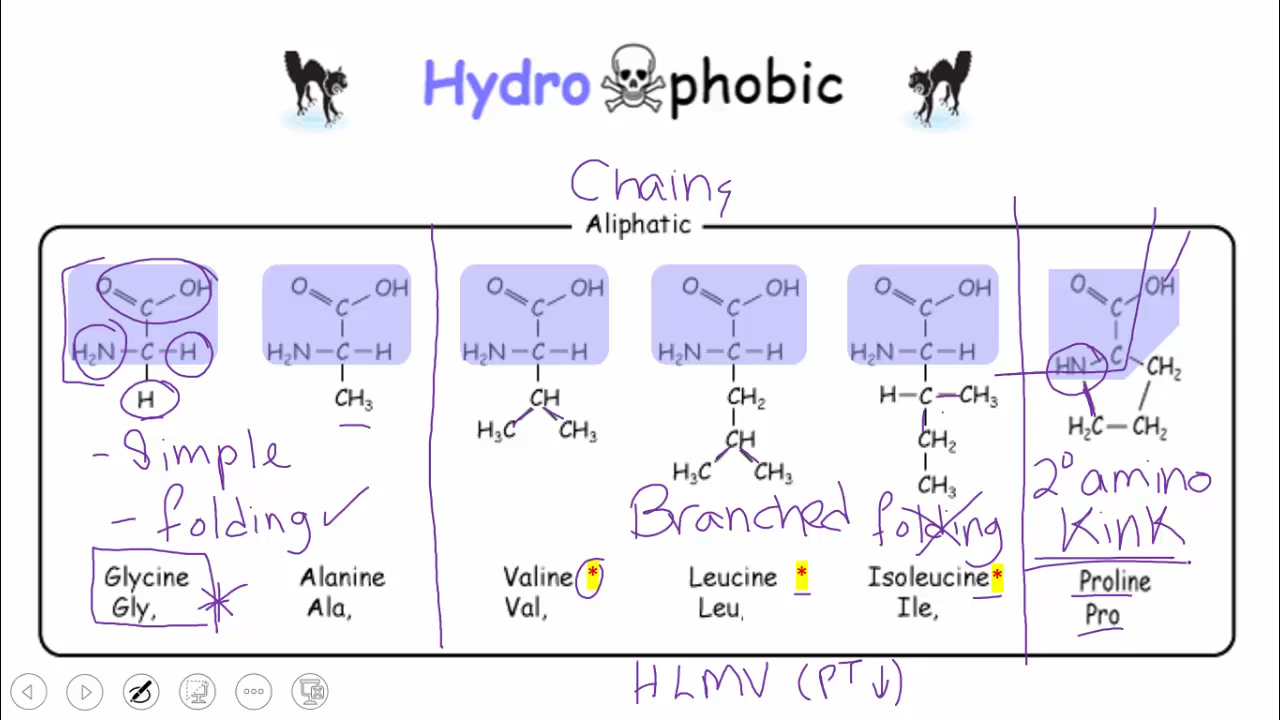 Hydrophobic
Chains
Aliphatic
O OH O OH O OH O OH O OH O OH
C C C C C C
H₂N – C – H H₂N – C – H H₂N – C – H H₂N – C – H H₂N – C – H HN C CH₂
H CH₃ CH CH₂ H – C – CH₃ H₂C – CH₂
H₃C CH₃ CH CH₂
H₃C CH₃ CH₃
- Simple
- folding ✓
Branched folding
2° amino
Kink
Glycine Alanine Valine * Leucine * Isoleucine * Proline
Gly, Ala, Val, Leu, Ile, Pro
HLMV (PT↓)